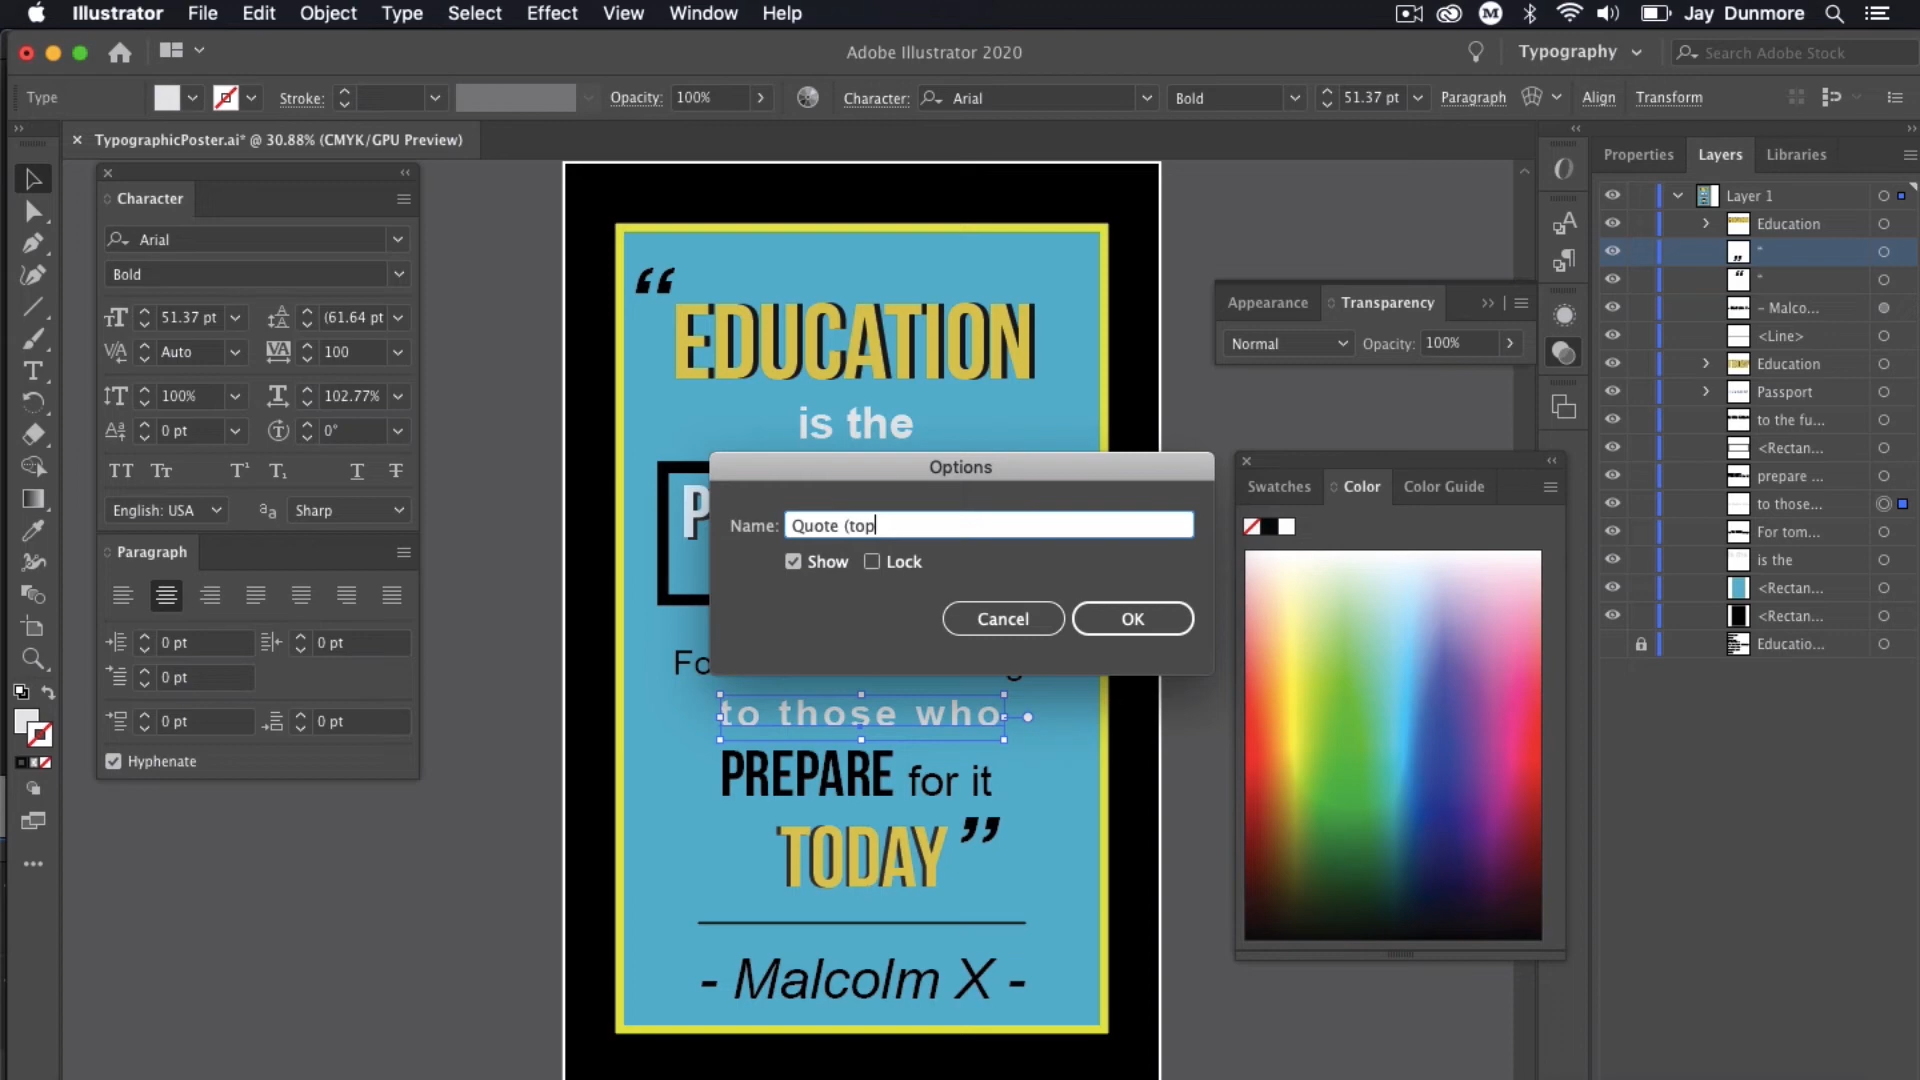 Illustrator File Edit Object Type Select Effect View Window Help Jay Dunmore
Adobe Illustrator 2020 Typography Search Adobe Stock
Type Stroke: Opacity: 100% Character: Arial Bold 51.37 pt Paragraph Align Transform
TypographicPoster.ai* @ 30.88% (CMYK/GPU Preview)
Character
Arial
Bold
51.37 pt (61.64 pt
Auto 100
100% 102.77%
0 pt 0°
English: USA Sharp
Paragraph
0 pt 0 pt
0 pt
0 pt 0 pt
Hyphenate
“
EDUCATION
is the
P
Fo
to those who
PREPARE for it
TODAY ”
- Malcolm X -
Options
Name: Quote (top
Show Lock
Cancel OK
Appearance Transparency
Normal Opacity: 100%
Swatches Color Color Guide
Properties Layers Libraries
Layer 1
Education
"
"
- Malco...
<Line>
Education
Passport
to the fu...
<Rectan...
prepare ...
to those...
For tom...
is the
<Rectan...
<Rectan...
Educatio...